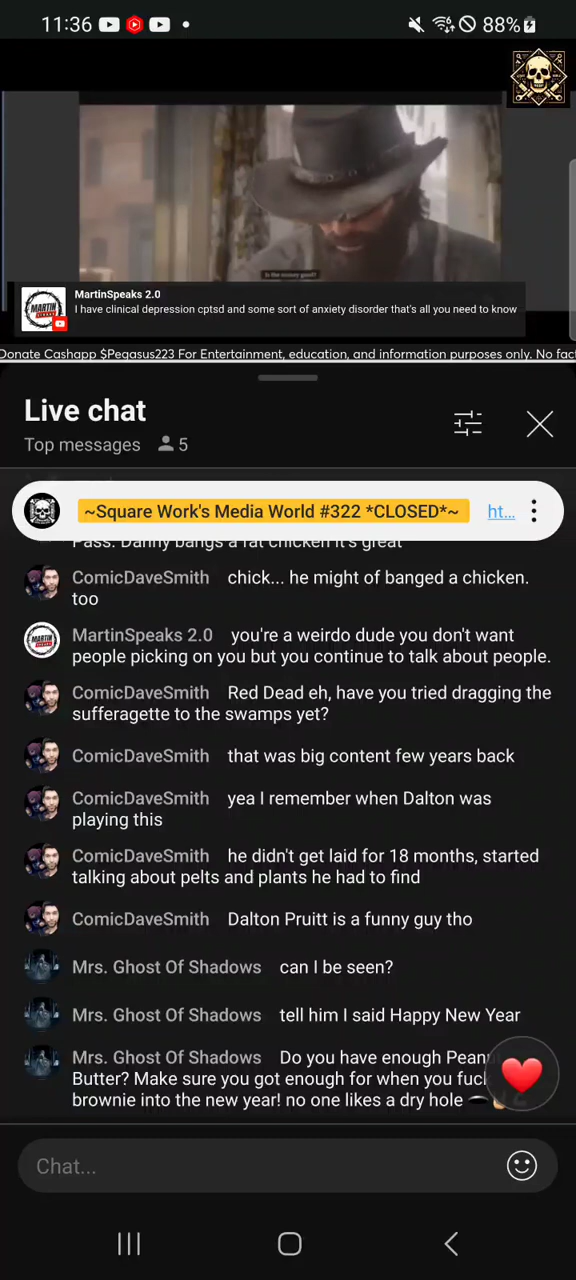 11:36
88%
Is the money good?
MARTIN
MartinSpeaks 2.0
I have clinical depression cptsd and some sort of anxiety disorder that's all you need to know
Donate Cashapp $Pegasus223 For Entertainment, education, and information purposes only. No fact
Live chat
Top messages 5
~Square Work's Media World #322 *CLOSED*~ ht...
Pass. Danny bangs a fat chicken it's great
ComicDaveSmith chick... he might of banged a chicken.
too
MartinSpeaks 2.0 you're a weirdo dude you don't want
people picking on you but you continue to talk about people.
ComicDaveSmith Red Dead eh, have you tried dragging the
sufferagette to the swamps yet?
ComicDaveSmith that was big content few years back
ComicDaveSmith yea I remember when Dalton was
playing this
ComicDaveSmith he didn't get laid for 18 months, started
talking about pelts and plants he had to find
ComicDaveSmith Dalton Pruitt is a funny guy tho
Mrs. Ghost Of Shadows can I be seen?
Mrs. Ghost Of Shadows tell him I said Happy New Year
Mrs. Ghost Of Shadows Do you have enough Peanu
Butter? Make sure you got enough for when you fuck
brownie into the new year! no one likes a dry hole
Chat...